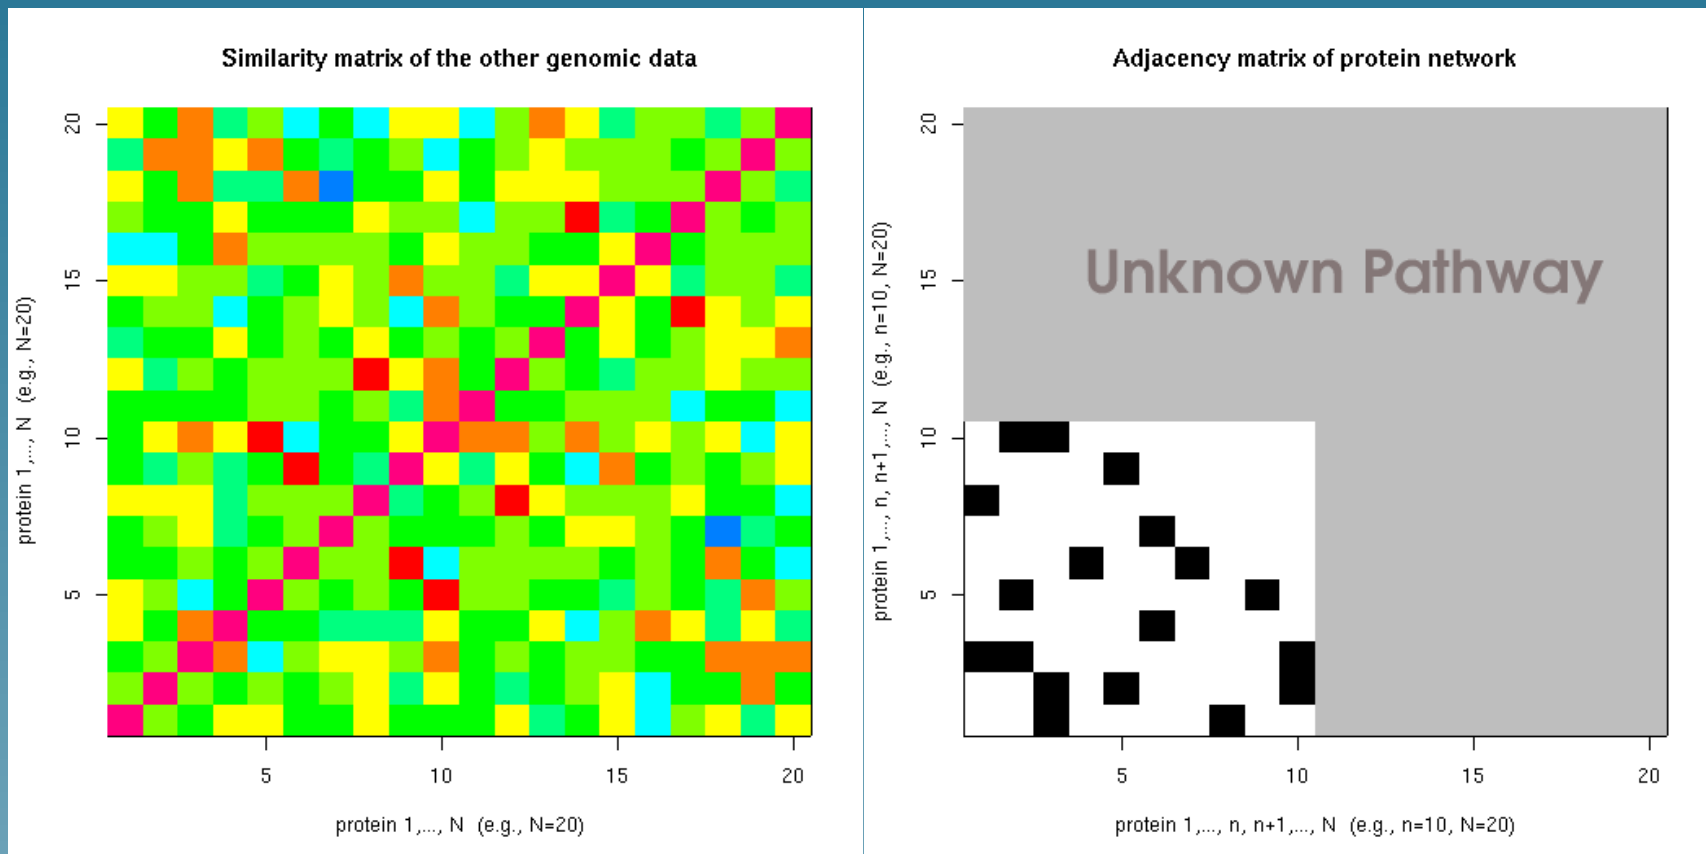 Similarity matrix of the other genomic data
20
15
10
5
protein 1,..., N  (e.g., N=20)
5 10 15 20
protein 1,..., N  (e.g., N=20)
Adjacency matrix of protein network
20
15
10
5
protein 1,..., n, n+1,..., N  (e.g., n=10, N=20)
Unknown Pathway
5 10 15 20
protein 1,..., n, n+1,..., N  (e.g., n=10, N=20)